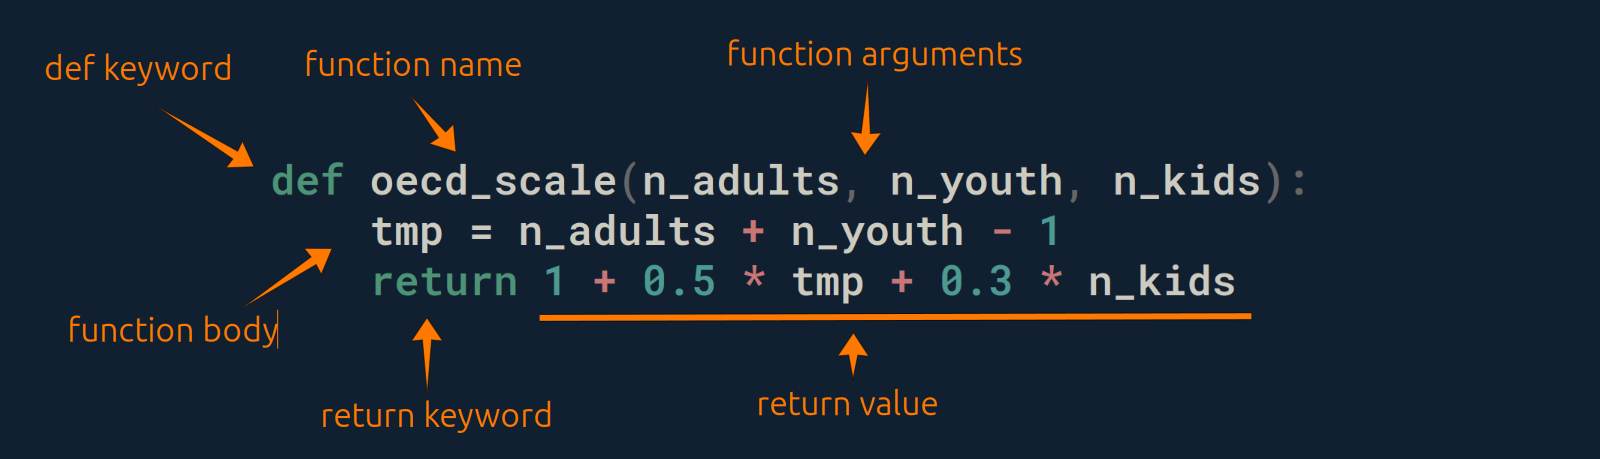 def keyword
function name
function arguments
def oecd_scale(n_adults, n_youth, n_kids):
tmp = n_adults + n_youth - 1
return 1 + 0.5 * tmp + 0.3 * n_kids
function body
return keyword
return value